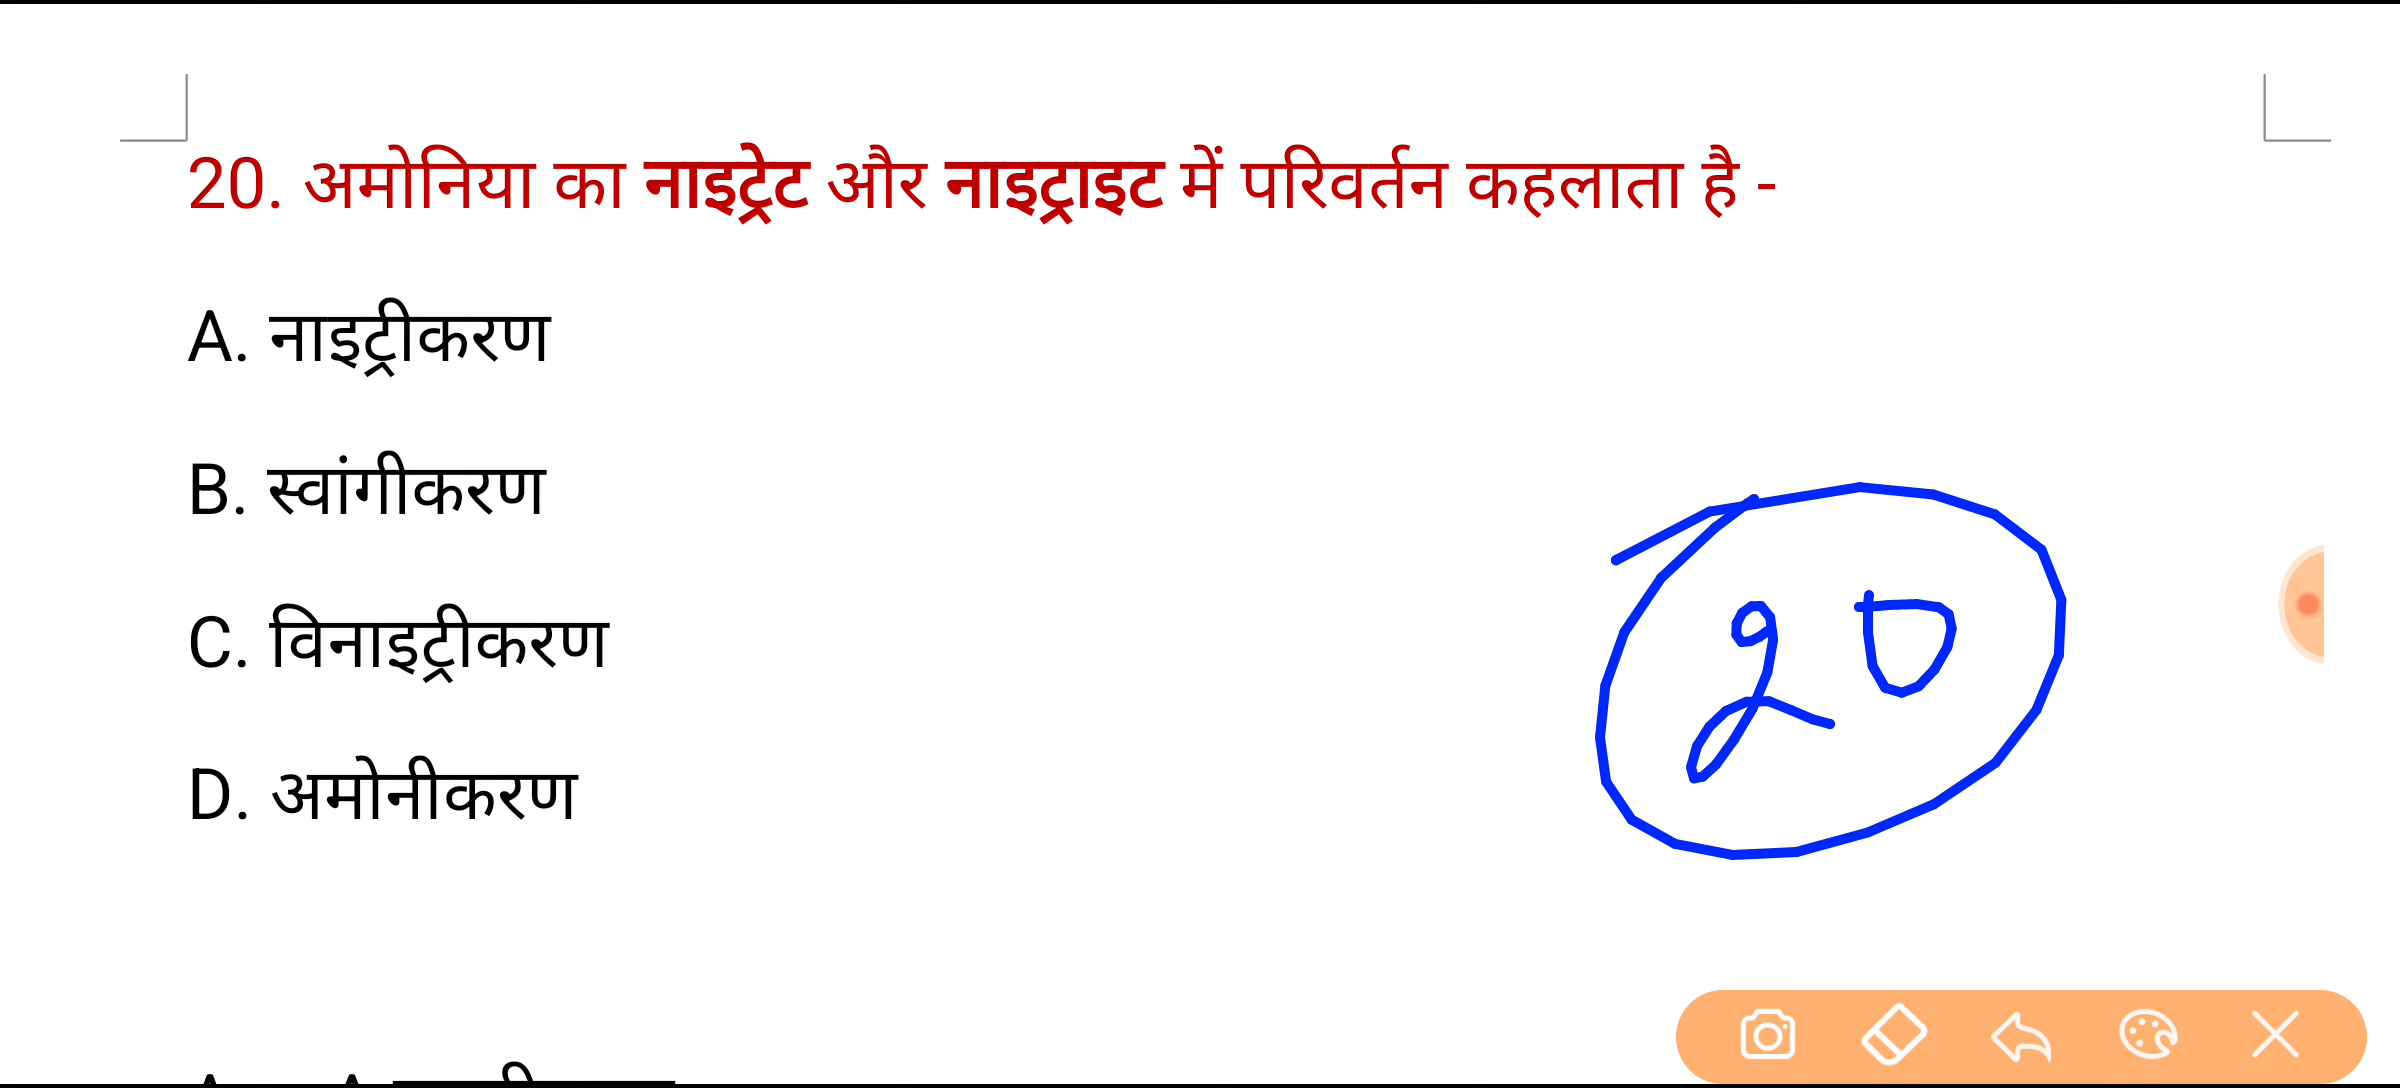 20. अमोनिया का नाइट्रेट और नाइट्राइट में परिवर्तन कहलाता है -
A. नाइट्रीकरण
B. स्वांगीकरण
C. विनाइट्रीकरण
D. अमोनीकरण
20